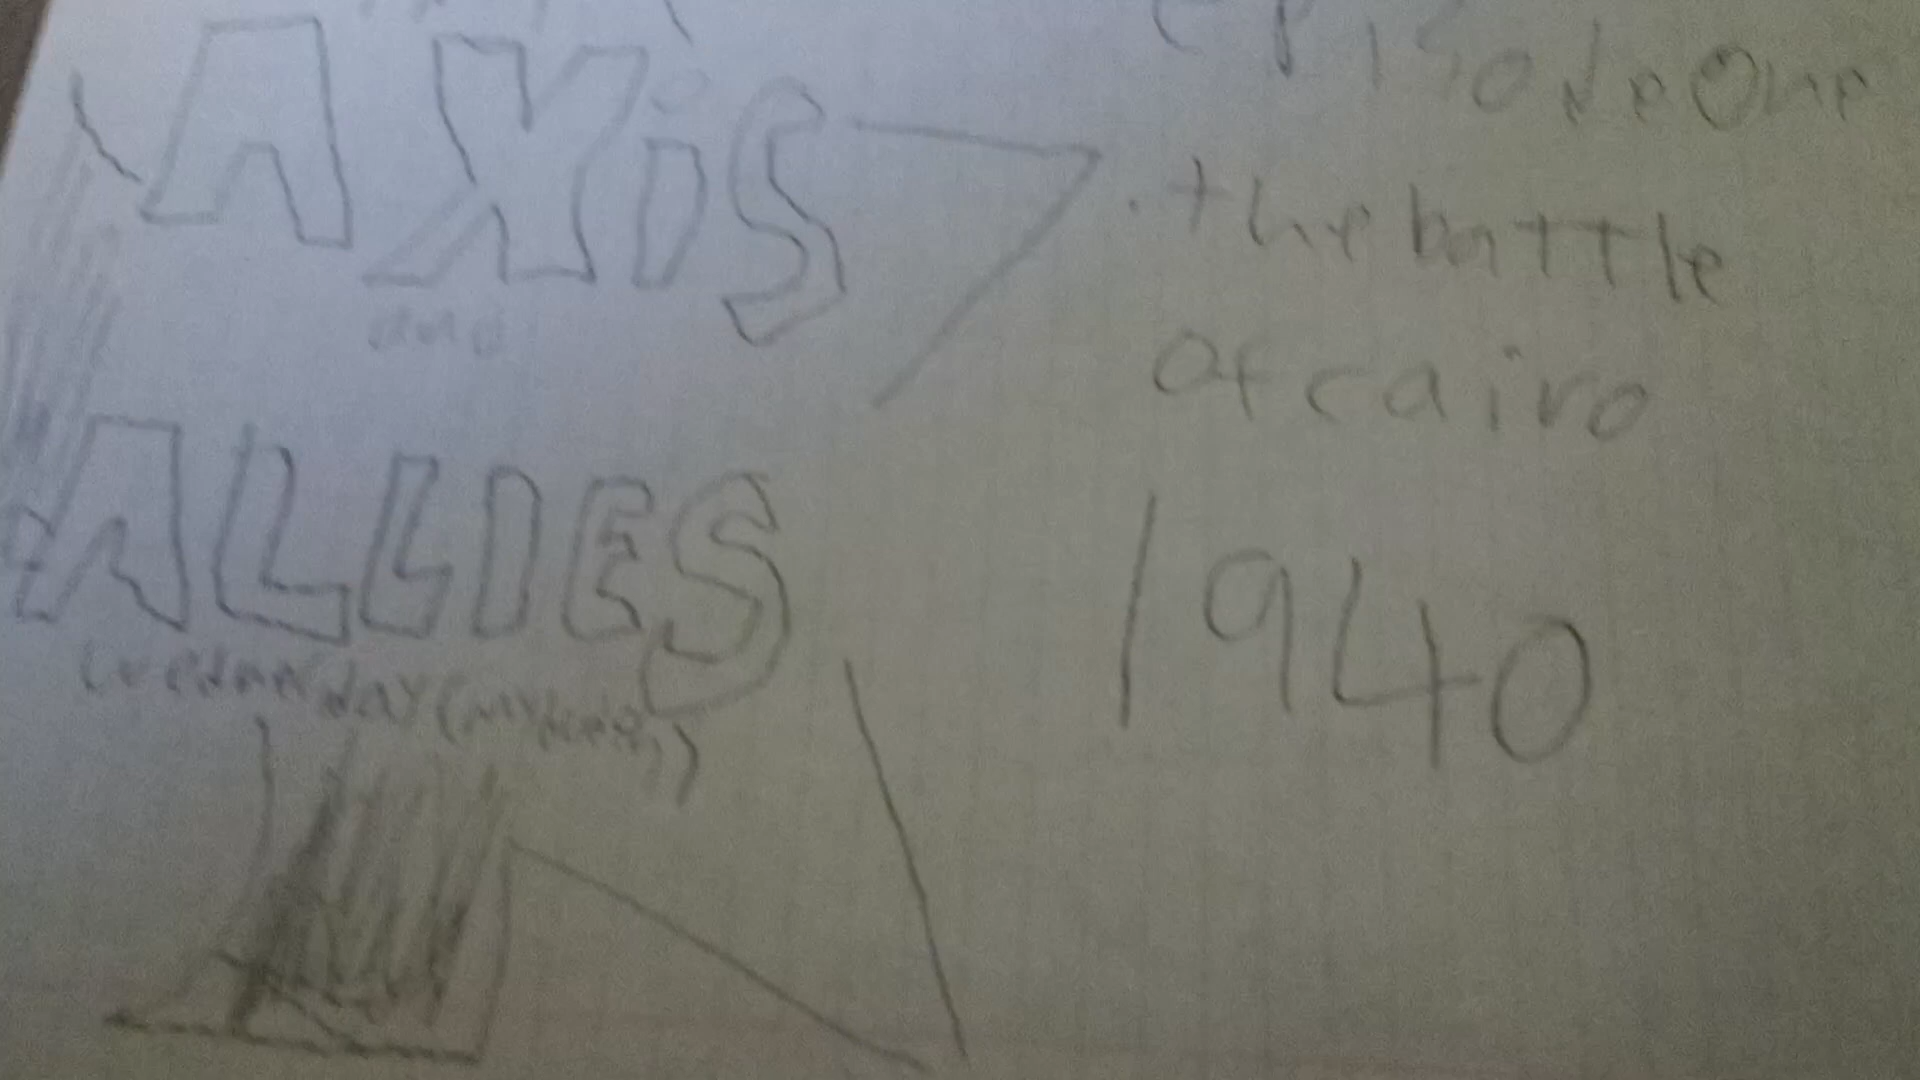 AXis
and
ALLIES
episode One
the battle
of cairo
1940